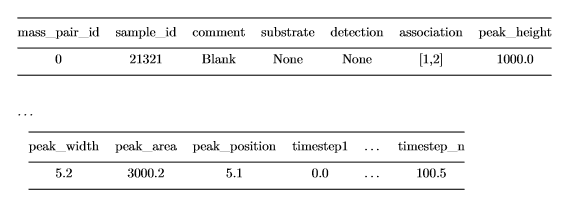 mass_pair_id sample_id comment substrate detection association peak_height
0 21321 Blank None None [1,2] 1000.0
...
peak_width peak_area peak_position timestep1 ... timestep_n
5.2 3000.2 5.1 0.0 ... 100.5